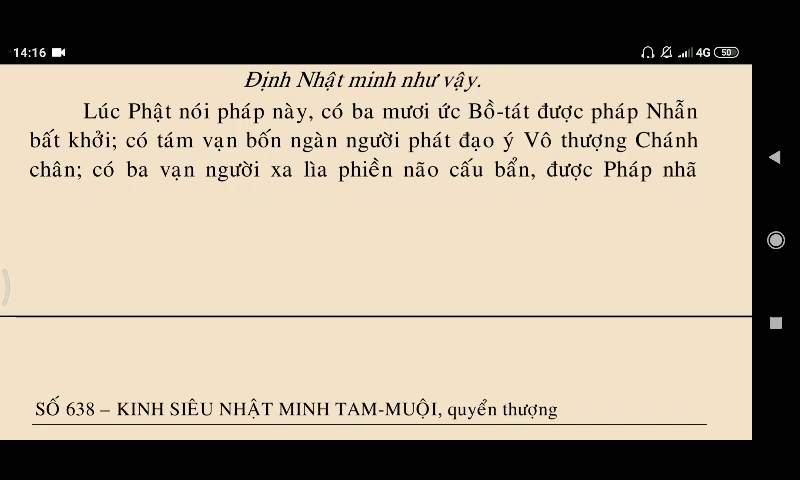 14:16 4G 50
Định Nhật minh như vậy.
Lúc Phật nói pháp này, có ba mươi ức Bồ-tát được pháp Nhẫn
bất khởi; có tám vạn bốn ngàn người phát đạo ý Vô thượng Chánh
chân; có ba vạn người xa lìa phiền não cấu bẩn, được Pháp nhã
SỐ 638 – KINH SIÊU NHẬT MINH TAM-MUỘI, quyển thượng